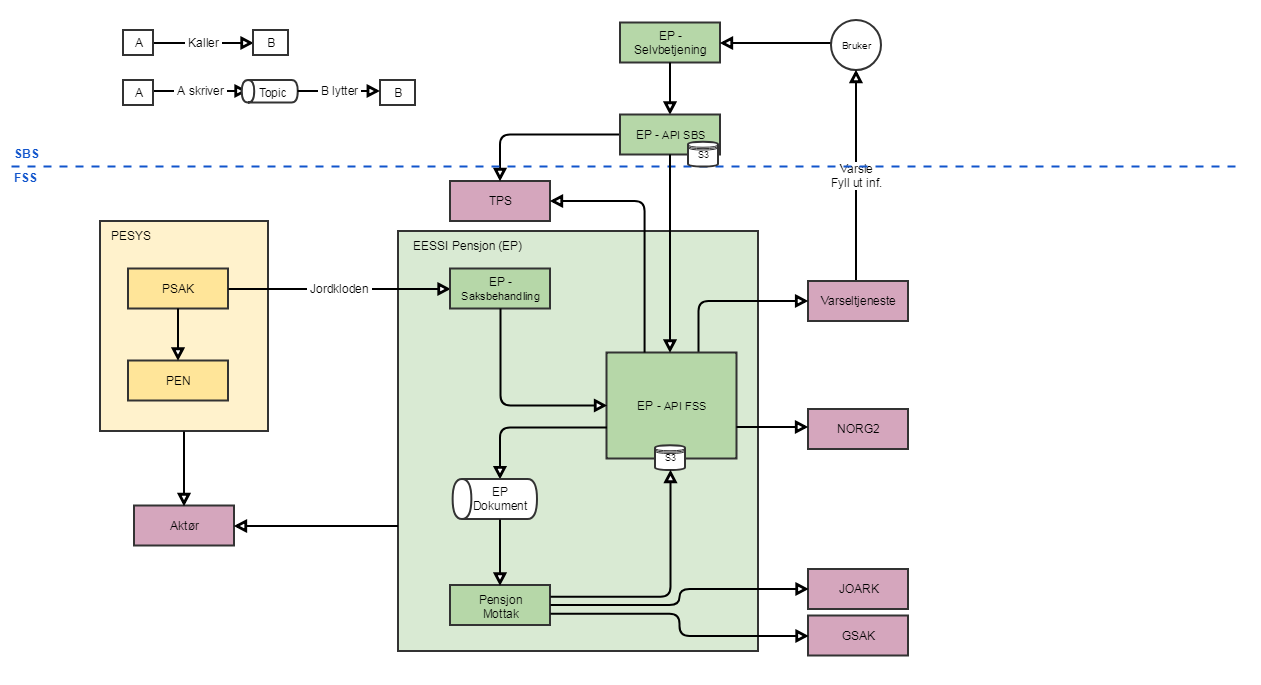 A
Kaller
B
A
A skriver
Topic
B lytter
B
EP -
Selvbetjening
Bruker
EP - API SBS
S3
SBS
FSS
Varsle
Fyll ut inf.
TPS
PESYS
EESSI Pensjon (EP)
PSAK
Jordkloden
EP -
Saksbehandling
Varseltjeneste
PEN
EP - API FSS
NORG2
S3
EP
Dokument
Aktør
Pensjon
Mottak
JOARK
GSAK